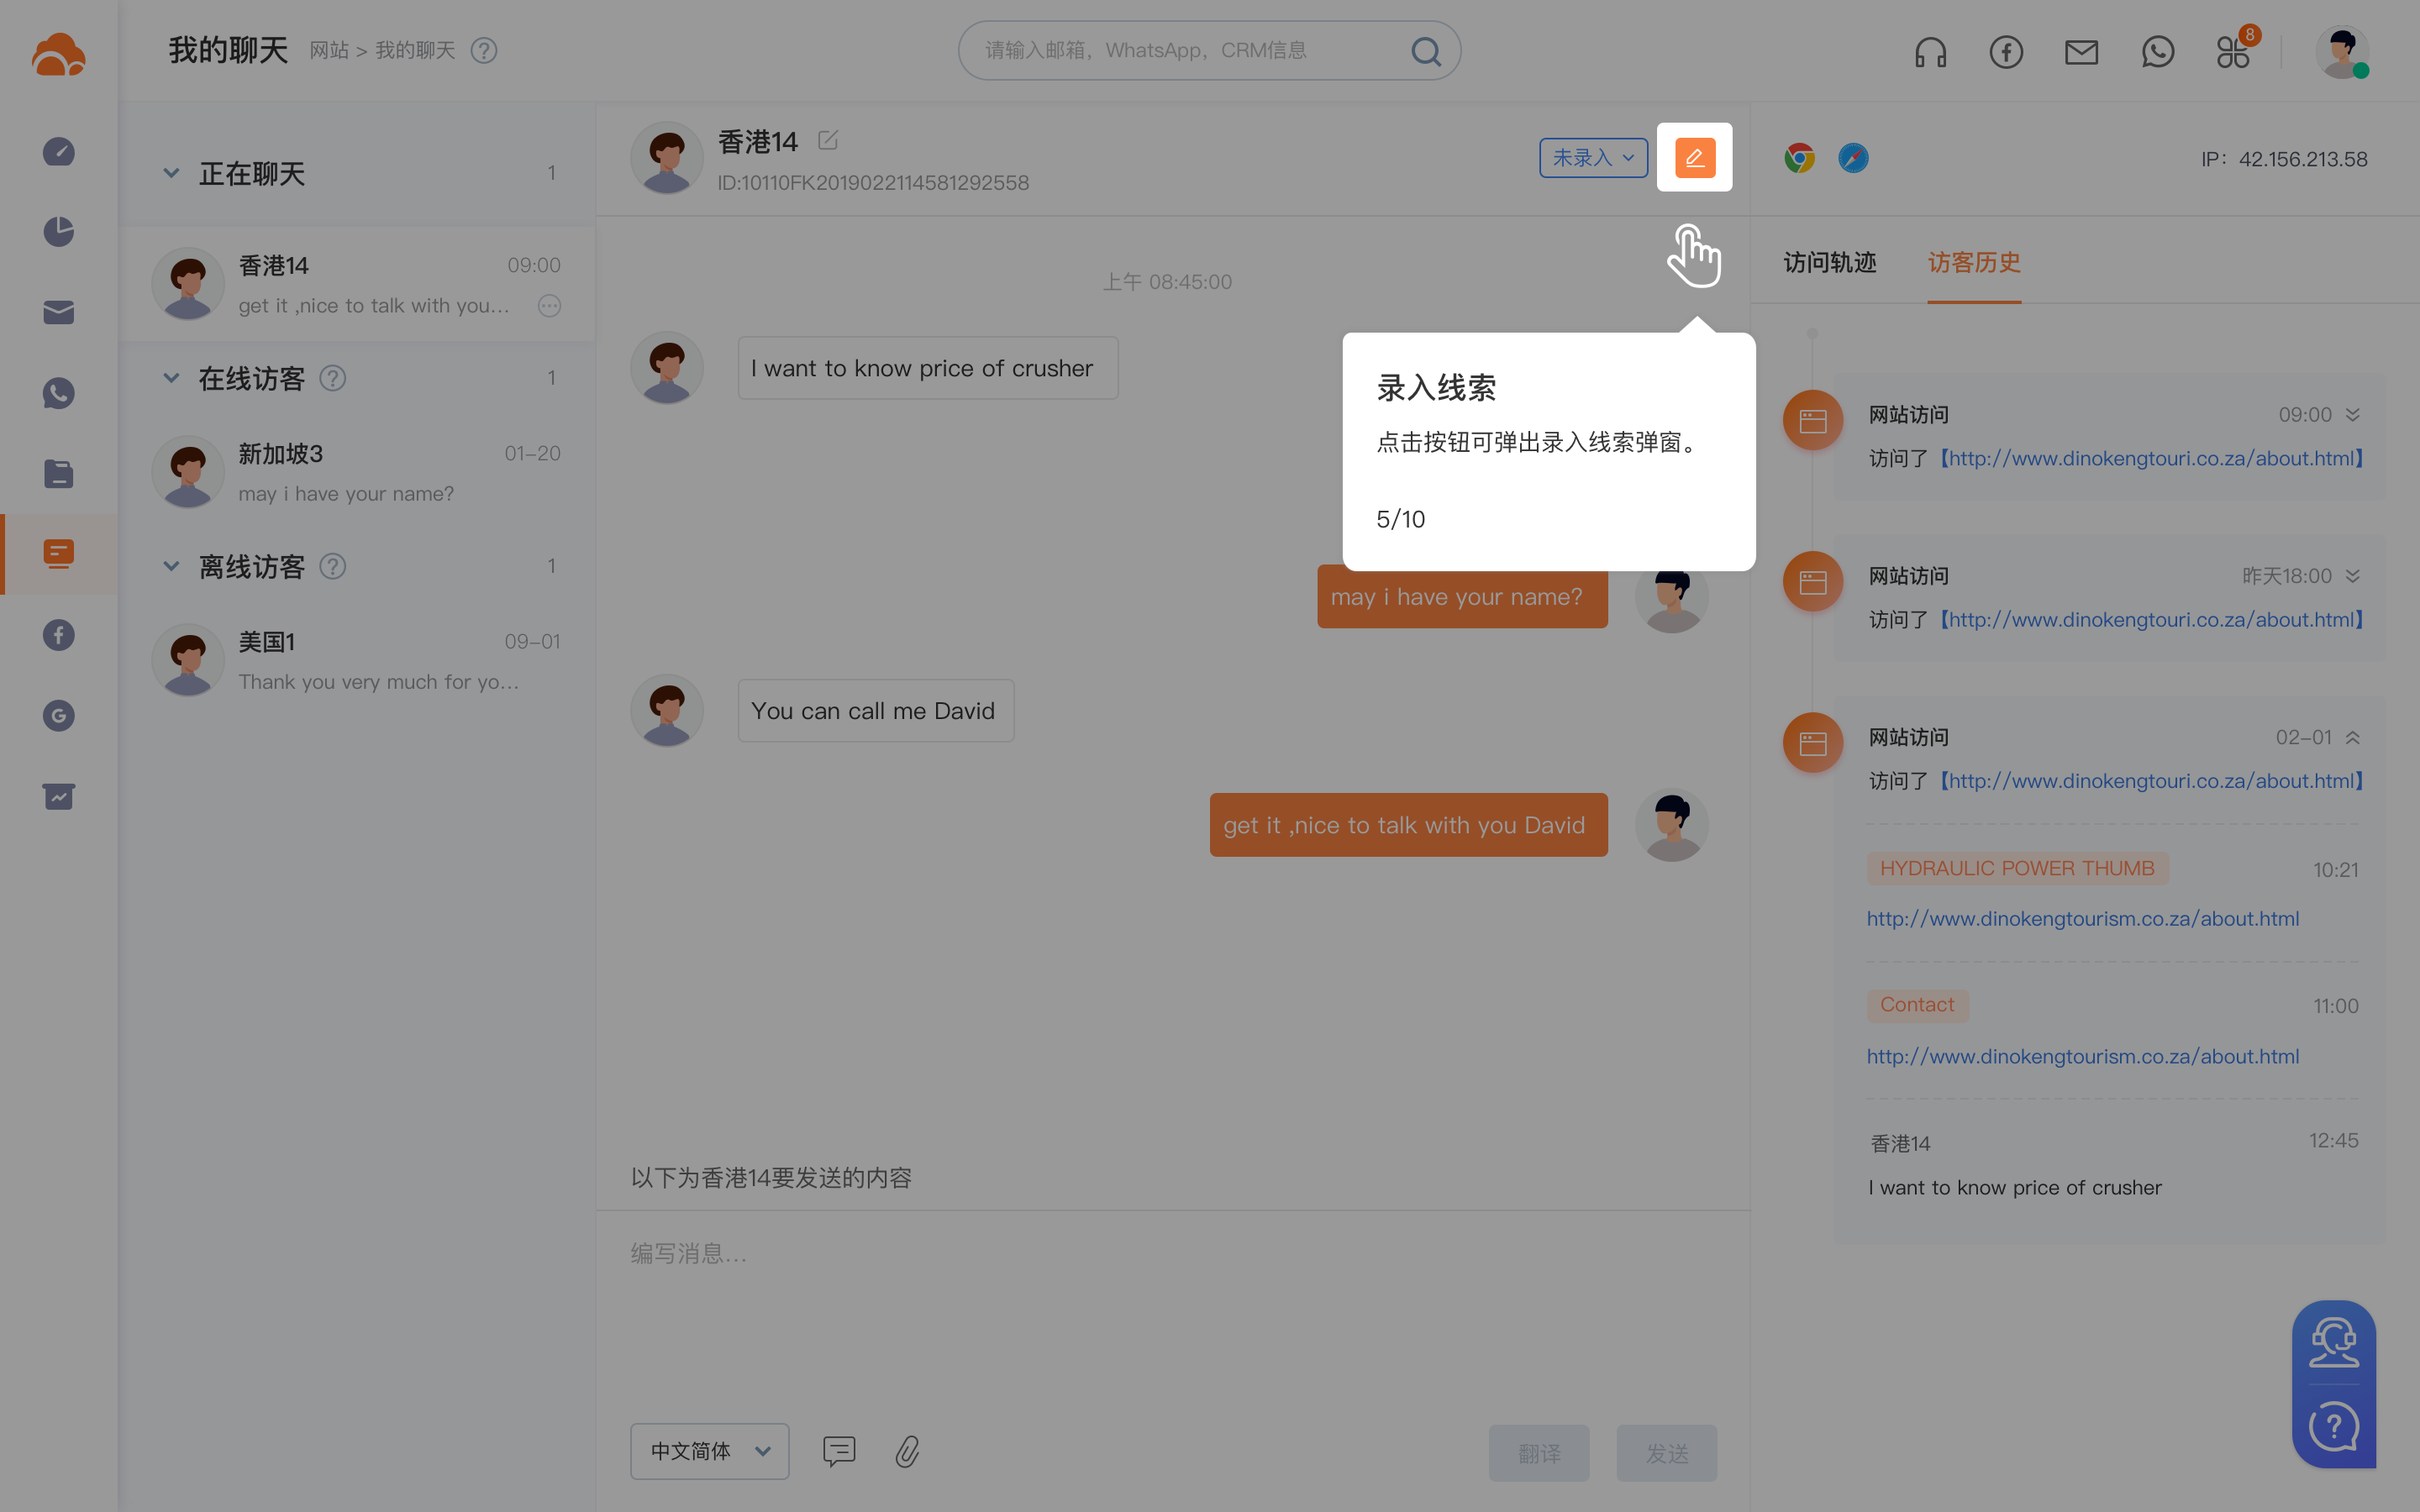 我的聊天
网站 > 我的聊天
请输入邮箱，WhatsApp，CRM信息
8
正在聊天
1
香港14
09:00
get it ,nice to talk with you...
在线访客
1
新加坡3
01-20
may i have your name?
离线访客
1
美国1
09-01
Thank you very much for yo...
香港14
ID:10110FK2019022114581292558
未录入
上午 08:45:00
I want to know price of crusher
录入线索
点击按钮可弹出录入线索弹窗。
5/10
may i have your name?
You can call me David
get it ,nice to talk with you David
以下为香港14要发送的内容
编写消息...
中文简体
翻译
发送
IP：42.156.213.58
访问轨迹
访客历史
网站访问
09:00
访问了【http://www.dinokengtouri.co.za/about.html】
网站访问
昨天18:00
访问了【http://www.dinokengtouri.co.za/about.html】
网站访问
02-01
访问了【http://www.dinokengtouri.co.za/about.html】
HYDRAULIC POWER THUMB
10:21
http://www.dinokengtourism.co.za/about.html
Contact
11:00
http://www.dinokengtourism.co.za/about.html
香港14
12:45
I want to know price of crusher